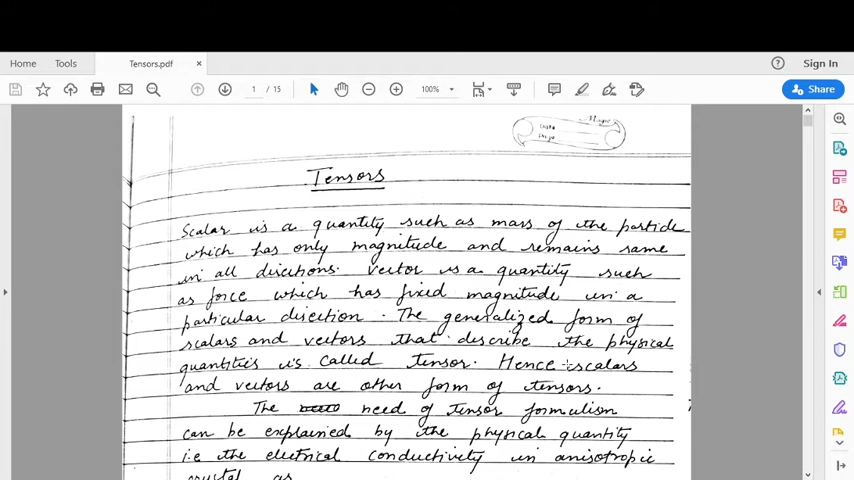 Home Tools Tensors.pdf × Sign In
1 / 15 100% Share
Date
Page
Tensors
Scalar is a quantity such as mass of the particle
which has only magnitude and remains same
in all directions. Vector is a quantity such
as force which has fixed magnitude in a
particular direction. The generalized form of
scalars and vectors that describe the physical
quantities is called tensor. Hence scalars
and vectors are other form of tensors.
The need of tensor formalism
can be explained by the physical quantity
i.e the electrical conductivity in anisotropic
crystal as